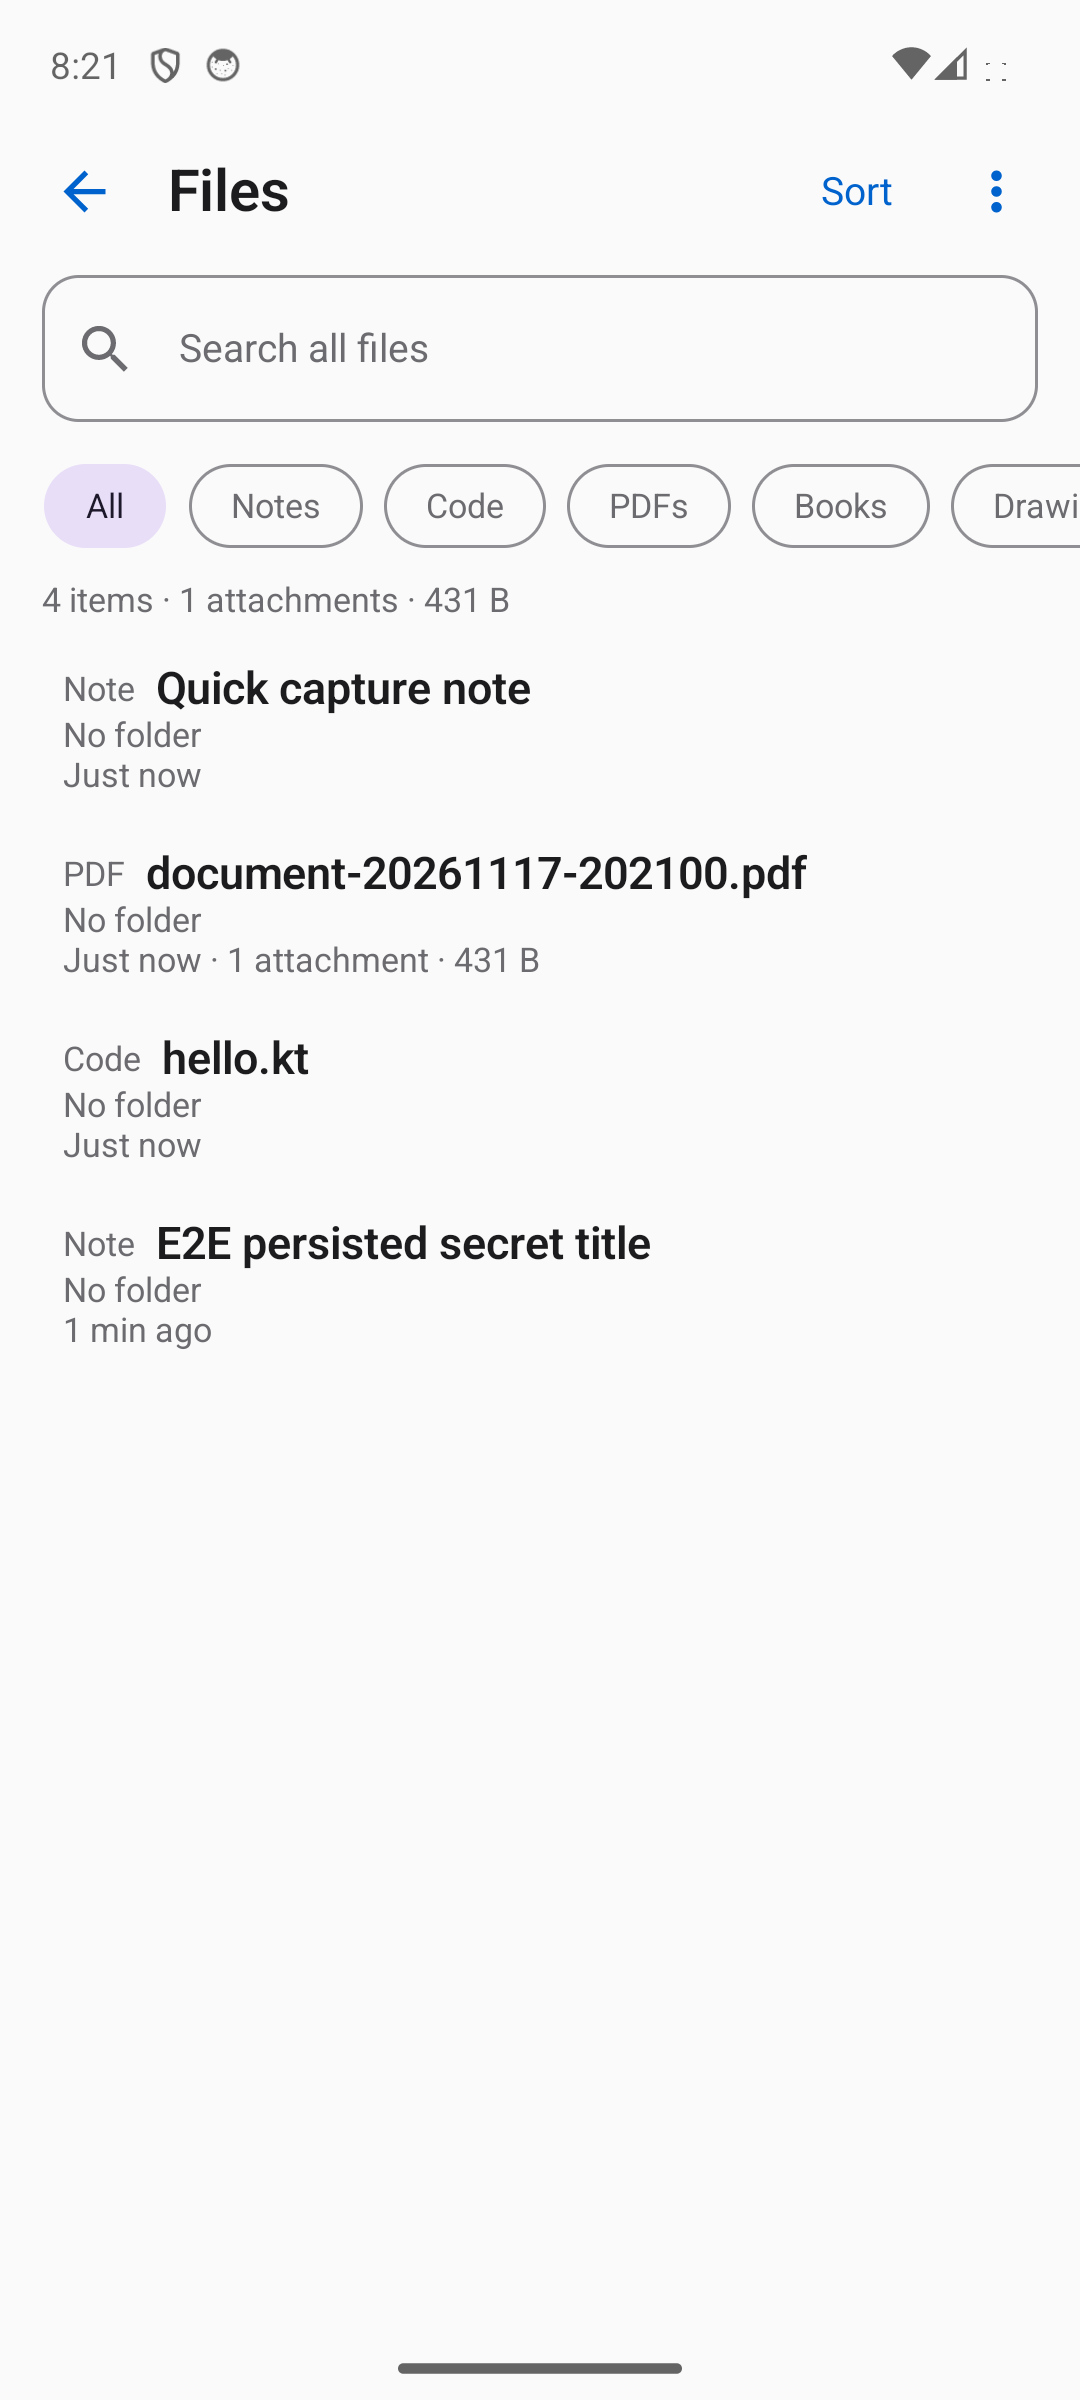 8:21
Files
Sort
Search all files
All
Notes
Code
PDFs
Books
Drawi
4 items · 1 attachments · 431 B
Note Quick capture note
No folder
Just now
PDF document-20261117-202100.pdf
No folder
Just now · 1 attachment · 431 B
Code hello.kt
No folder
Just now
Note E2E persisted secret title
No folder
1 min ago